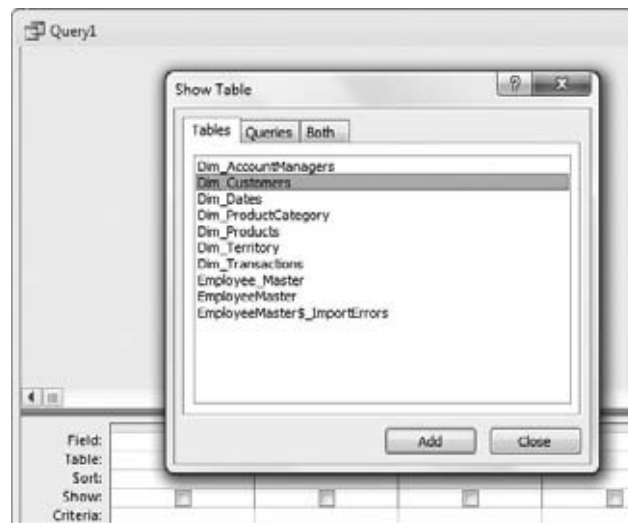 Query1
Show Table
Tables Queries Both
Dim_AccountManagers
Dim_Customers
Dim_Dates
Dim_ProductCategory
Dim_Products
Dim_Territory
Dim_Transactions
Employee_Master
EmployeeMaster
EmployeeMaster$_ImportErrors
Add Close
Field:
Table:
Sort:
Show:
Criteria: